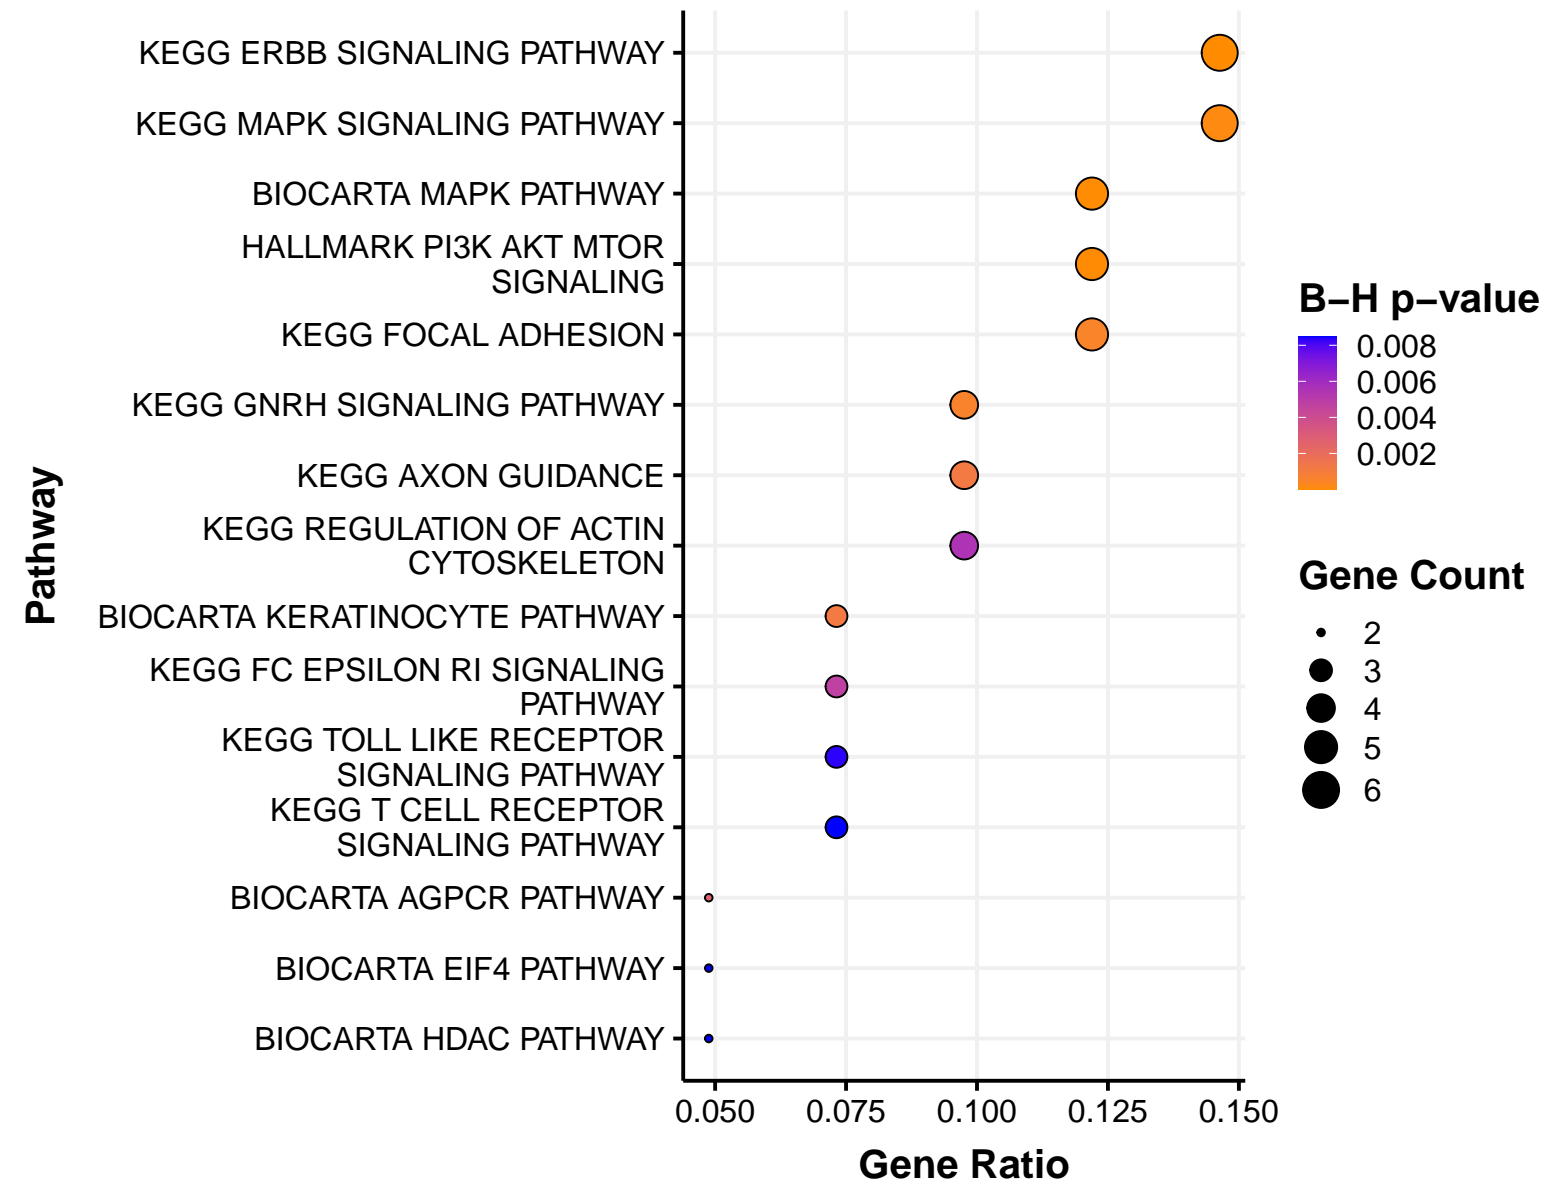 KEGG ERBB SIGNALING PATHWAY
KEGG MAPK SIGNALING PATHWAY
BIOCARTA MAPK PATHWAY
HALLMARK PI3K AKT MTOR
SIGNALING
KEGG FOCAL ADHESION
KEGG GNRH SIGNALING PATHWAY
KEGG AXON GUIDANCE
KEGG REGULATION OF ACTIN
CYTOSKELETON
BIOCARTA KERATINOCYTE PATHWAY
KEGG FC EPSILON RI SIGNALING
PATHWAY
KEGG TOLL LIKE RECEPTOR
SIGNALING PATHWAY
KEGG T CELL RECEPTOR
SIGNALING PATHWAY
BIOCARTA AGPCR PATHWAY
BIOCARTA EIF4 PATHWAY
BIOCARTA HDAC PATHWAY
Pathway
0.050 0.075 0.100 0.125 0.150
Gene Ratio
B–H p–value
0.008
0.006
0.004
0.002
Gene Count
2
3
4
5
6